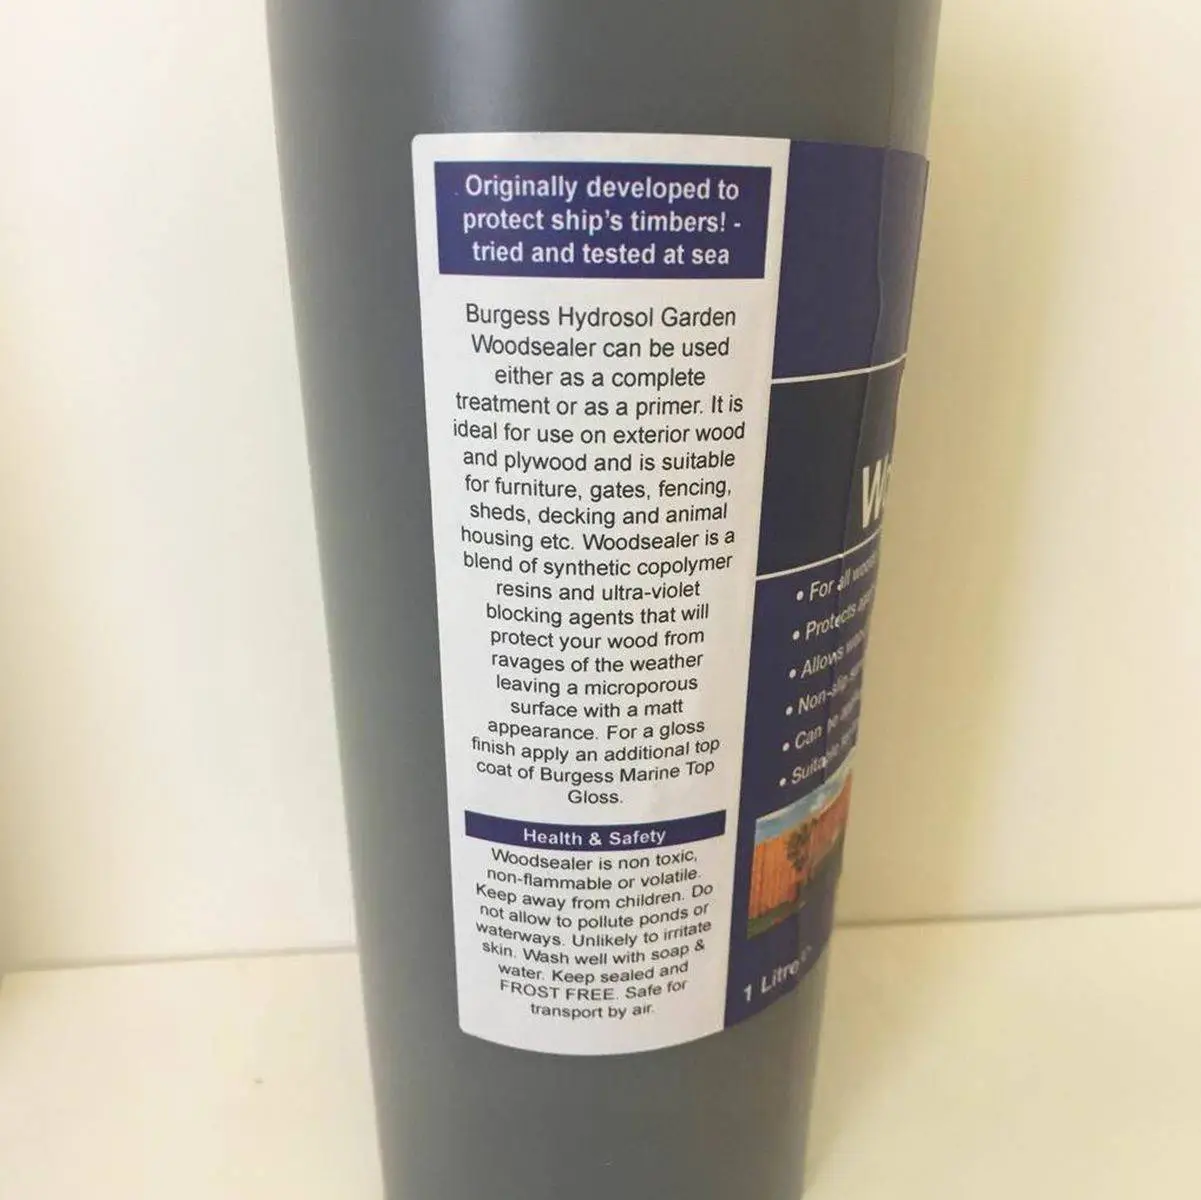 Originally developed to
protect ship's timbers! -
tried and tested at sea
Burgess Hydrosol Garden
Woodsealer can be used
either as a complete
treatment or as a primer. It is
ideal for use on exterior wood
and plywood and is suitable
for furniture, gates, fencing,
sheds, decking and animal
housing etc. Woodsealer is a
blend of synthetic copolymer
resins and ultra-violet
blocking agents that will
protect your wood from
ravages of the weather
leaving a microporous
surface with a matt
appearance. For a gloss
finish apply an additional top
coat of Burgess Marine Top
Gloss.
Health & Safety
Woodsealer is non toxic,
non-flammable or volatile.
Keep away from children. Do
not allow to pollute ponds or
waterways. Unlikely to irritate
skin. Wash well with soap &
water. Keep sealed and
FROST FREE. Safe for
transport by air.
• For all
• Protects
• Allows
• Non-slip
• Can be
• Suitable
1 Litre